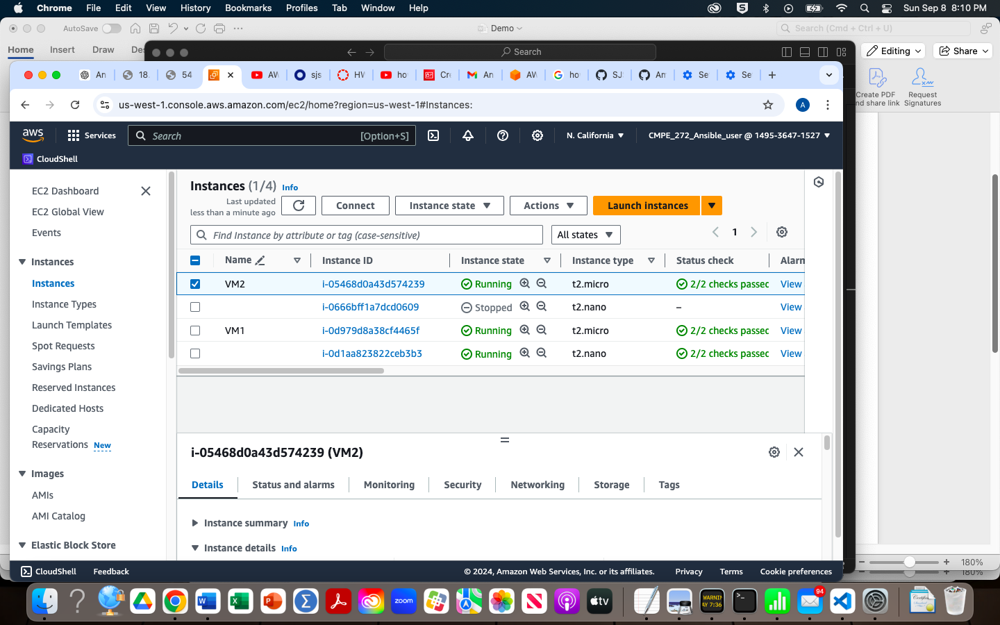 Chrome File Edit View History Bookmarks Profiles Tab Window Help Sun Sep 8 8:10 PM
AutoSave Demo Search (Cmd + Ctrl + U)
Home Insert Draw Search Editing Share
An 18. 54 AW sjs HW ho Cre An AW ho SJ An Se Se
us-west-1.console.aws.amazon.com/ec2/home?region=us-west-1#Instances: A
Create PDF
nd share link
Request
Signatures
aws Services Search [Option+S] N. California CMPE_272_Ansible_user @ 1495-3647-1527
CloudShell
EC2 Dashboard
EC2 Global View
Events
Instances
Instances
Instance Types
Launch Templates
Spot Requests
Savings Plans
Reserved Instances
Dedicated Hosts
Capacity
Reservations New
Images
AMIs
AMI Catalog
Elastic Block Store
Instances (1/4) Info
Last updated
less than a minute ago
Connect Instance state Actions Launch instances
Find Instance by attribute or tag (case-sensitive) All states 1
Name Instance ID Instance state Instance type Status check Alarm
VM2 i-05468d0a43d574239 Running t2.micro 2/2 checks passed View
i-0666bff1a7dcd0609 Stopped t2.nano – View
VM1 i-0d979d8a38cf4465f Running t2.micro 2/2 checks passed View
i-0d1aa823822ceb3b3 Running t2.nano 2/2 checks passed View
i-05468d0a43d574239 (VM2)
Details Status and alarms Monitoring Security Networking Storage Tags
Instance summary Info
Instance details Info
CloudShell Feedback © 2024, Amazon Web Services, Inc. or its affiliates. Privacy Terms Cookie preferences
180%
180%
zoom tv 94